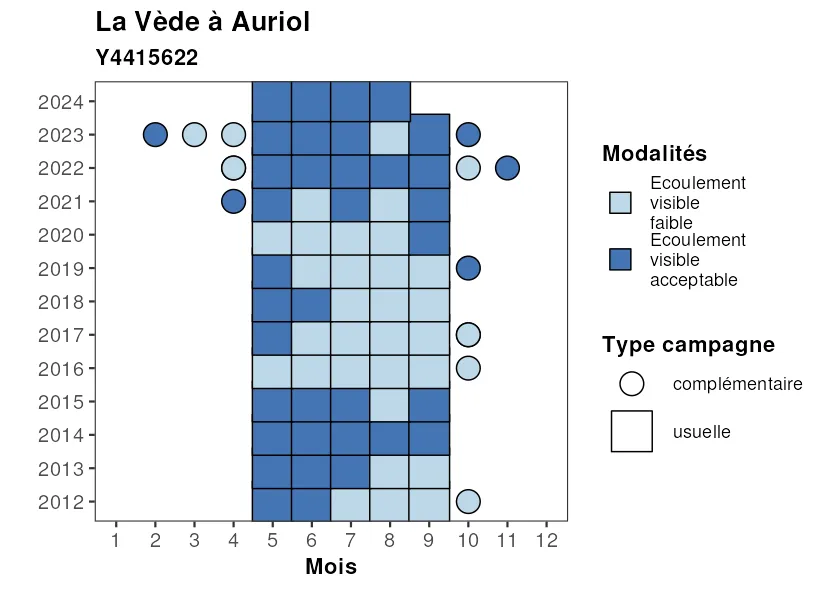 La Vède à Auriol
Y4415622
2024
2023
2022
2021
2020
2019
2018
2017
2016
2015
2014
2013
2012
1 2 3 4 5 6 7 8 9 10 11 12
Mois
Modalités
Ecoulement
visible
faible
Ecoulement
visible
acceptable
Type campagne
complémentaire
usuelle